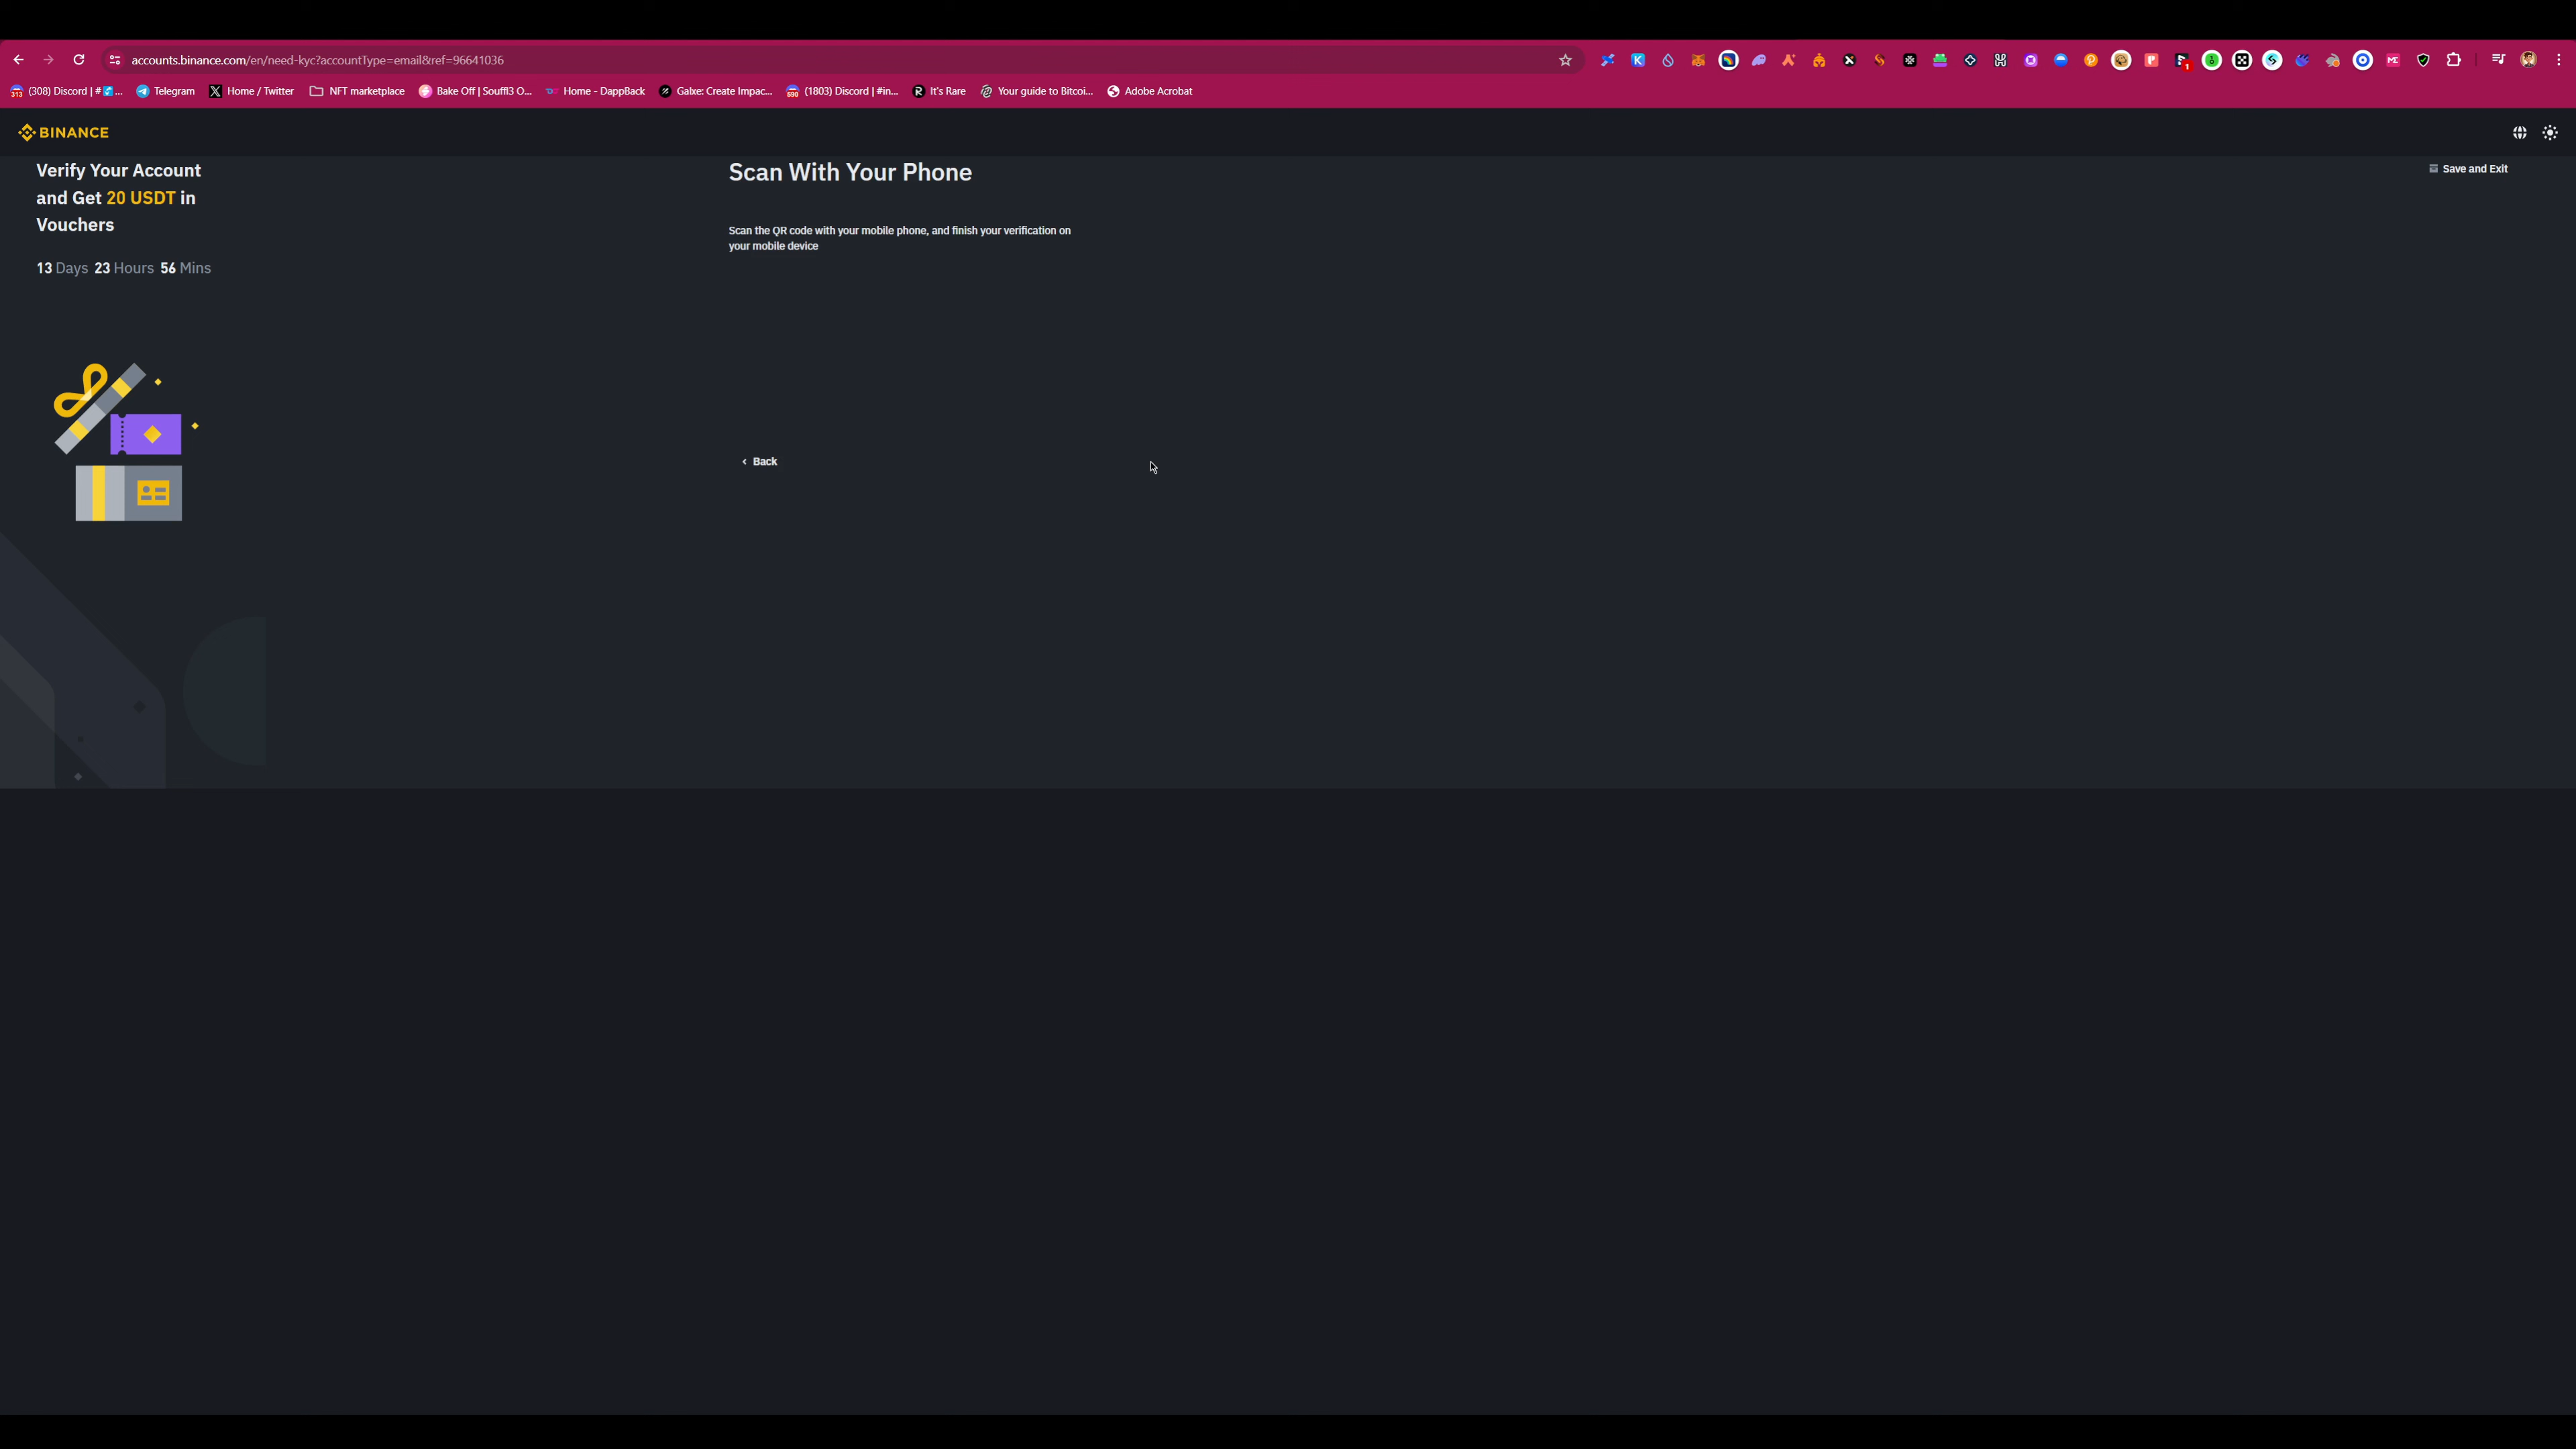 accounts.binance.com/en/need-kyc?accountType=email&ref=96641036
(308) Discord | # ... Telegram Home / Twitter NFT marketplace Bake Off | Souffl3 O... Home - DappBack Galxe: Create Impac... (1803) Discord | #in... It's Rare Your guide to Bitcoi... Adobe Acrobat
BINANCE
Verify Your Account
and Get 20 USDT in
Vouchers
13 Days 23 Hours 56 Mins
Scan With Your Phone
Save and Exit
Scan the QR code with your mobile phone, and finish your verification on
your mobile device
Back